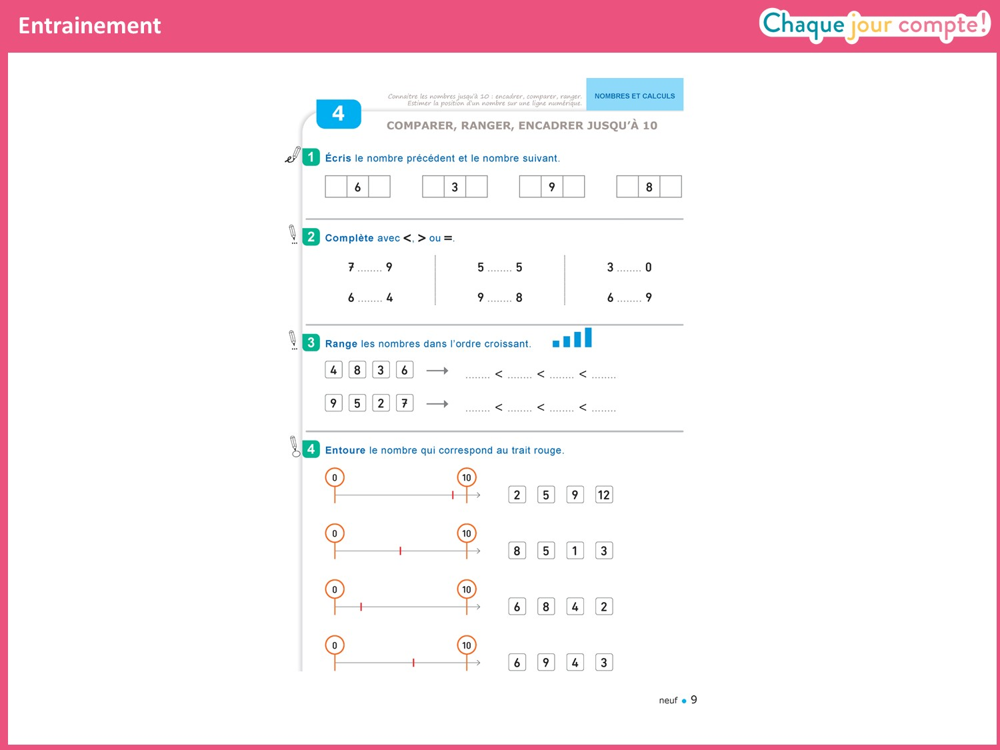 Entrainement
Chaque jour compte!
Connaitre les nombres jusqu'à 10 : encadrer, comparer, ranger.
Estimer la position d'un nombre sur une ligne numérique.
NOMBRES ET CALCULS
4
COMPARER, RANGER, ENCADRER JUSQU'À 10
1 Écris le nombre précédent et le nombre suivant.
6 3 9 8
2 Complète avec <, > ou =.
7 ........ 9 5 ........ 5 3 ........ 0
6 ........ 4 9 ........ 8 6 ........ 9
3 Range les nombres dans l'ordre croissant.
4 8 3 6 ........ < ........ < ........ < ........
9 5 2 7 ........ < ........ < ........ < ........
4 Entoure le nombre qui correspond au trait rouge.
0 10
2 5 9 12
0 10
8 5 1 3
0 10
6 8 4 2
0 10
6 9 4 3
neuf • 9